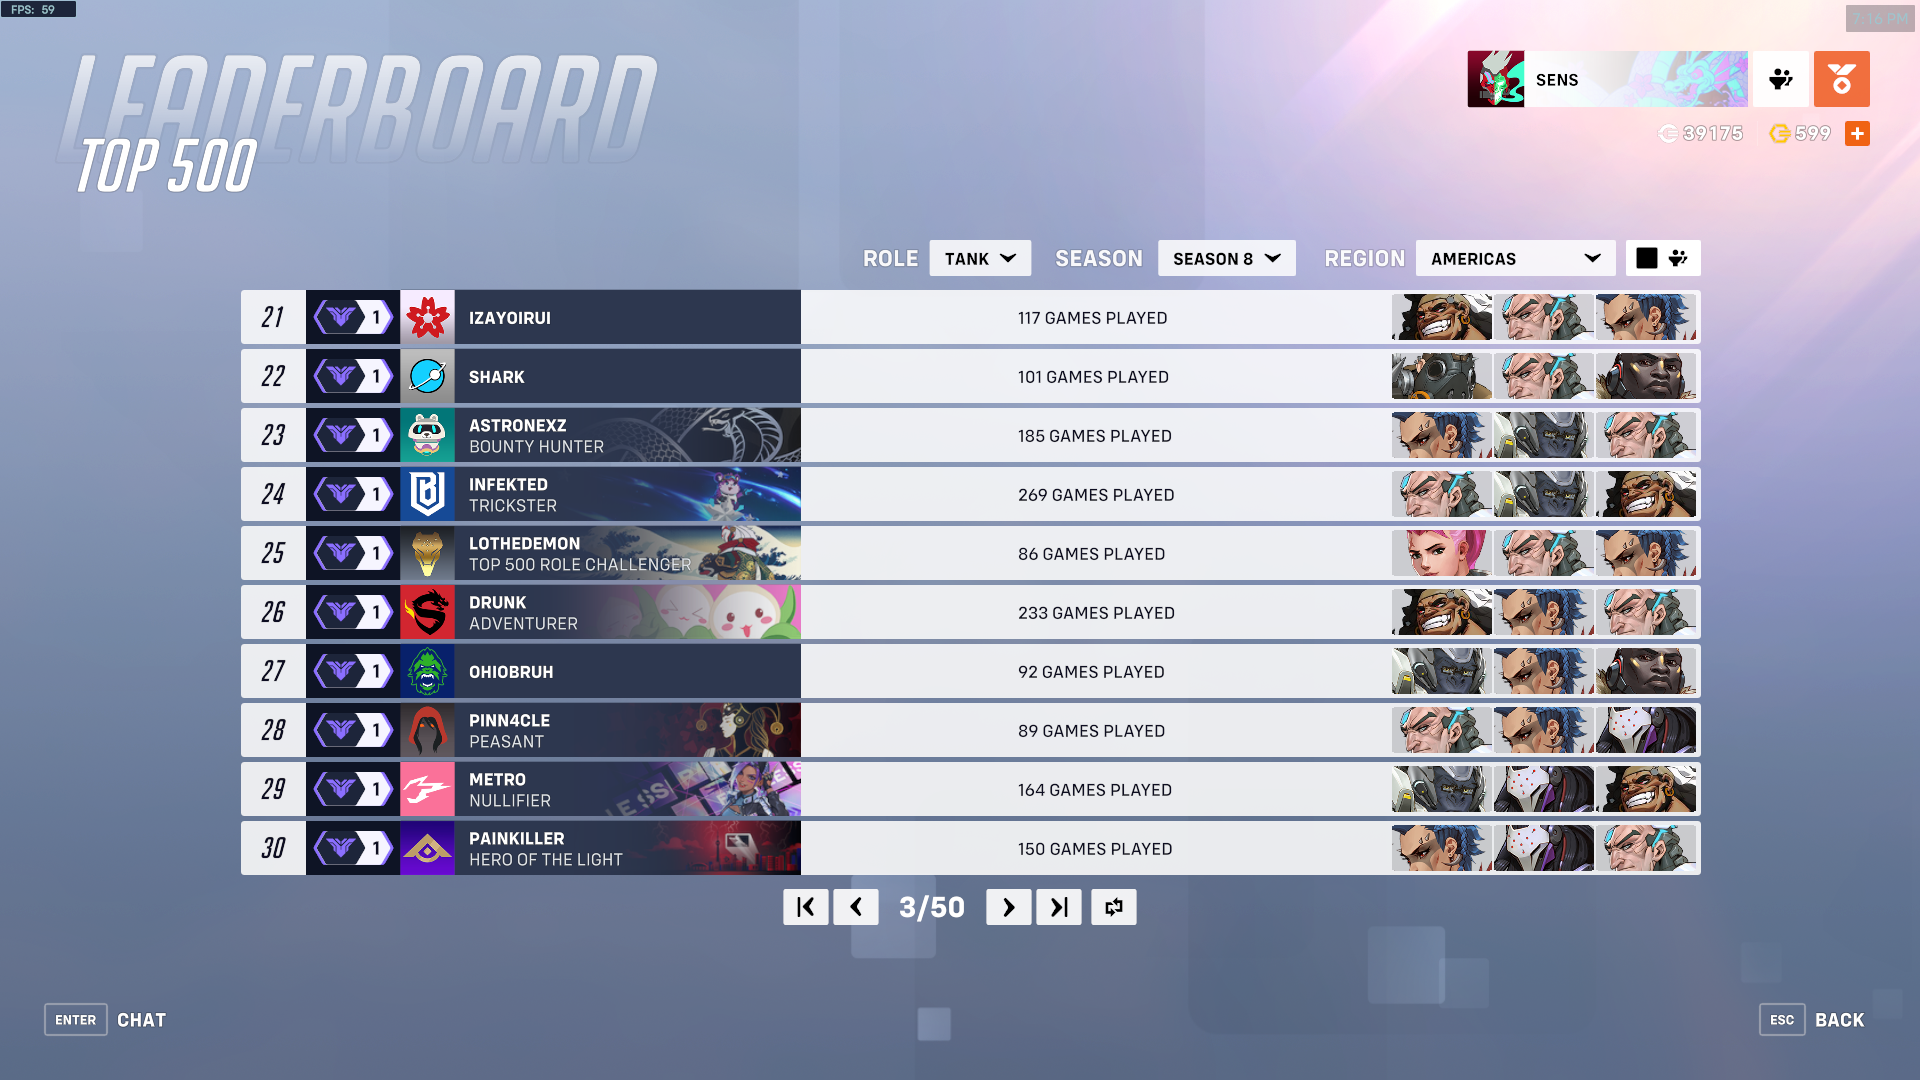 FPS: 59
7:16 PM
LEADERBOARD
TOP 500
SENS
39175
599
ROLE TANK SEASON SEASON 8 REGION AMERICAS
21 1 IZAYOIRUI 117 GAMES PLAYED
22 1 SHARK 101 GAMES PLAYED
23 1 ASTRONEXZ 185 GAMES PLAYED
BOUNTY HUNTER
24 1 INFEKTED 269 GAMES PLAYED
TRICKSTER
25 1 LOTHEDEMON 86 GAMES PLAYED
TOP 500 ROLE CHALLENGER
26 1 DRUNK 233 GAMES PLAYED
ADVENTURER
27 1 OHIOBRUH 92 GAMES PLAYED
28 1 PINN4CLE 89 GAMES PLAYED
PEASANT
29 1 METRO 164 GAMES PLAYED
NULLIFIER
30 1 PAINKILLER 150 GAMES PLAYED
HERO OF THE LIGHT
3/50
ENTER CHAT
ESC BACK